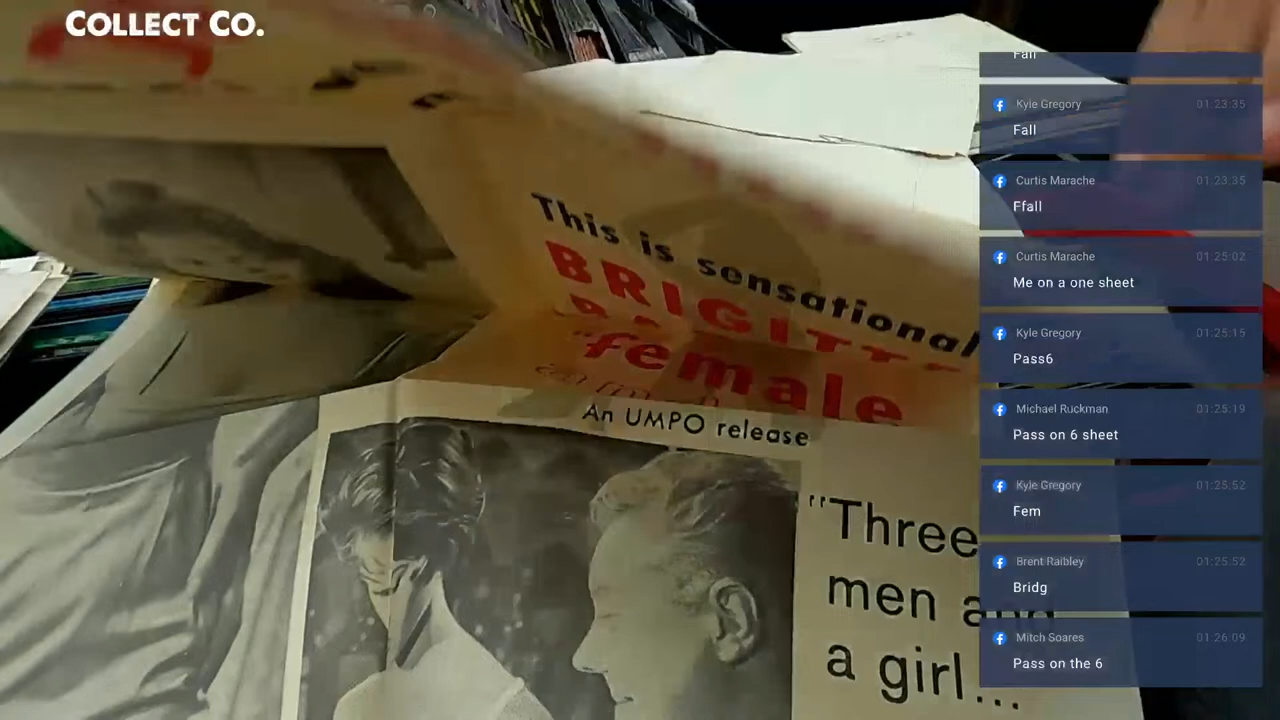 COLLECT CO.
This is sensational
BRIGITT
"female
An UMPO release
"Three
men and
a girl...
Fall
Kyle Gregory 01:23:35
Fall
Curtis Marache 01:23:35
Ffall
Curtis Marache 01:25:02
Me on a one sheet
Kyle Gregory 01:25:15
Pass6
Michael Ruckman 01:25:19
Pass on 6 sheet
Kyle Gregory 01:25:52
Fem
Brent Raibley 01:25:52
Bridg
Mitch Soares 01:26:09
Pass on the 6